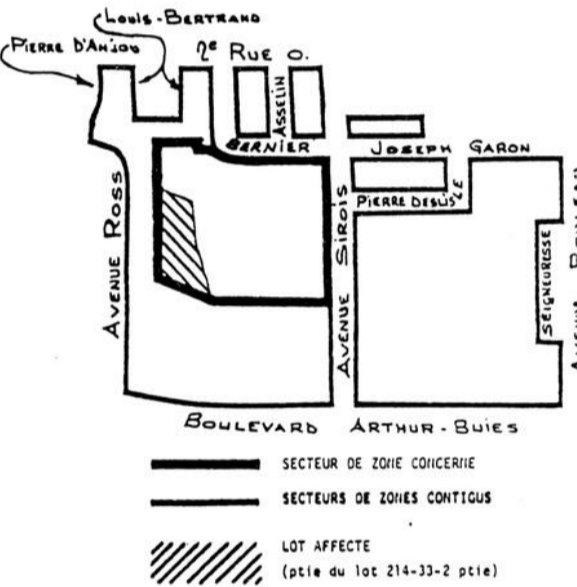 LOUIS-BERTRAND
PIERRE D'ANJOU
2e RUE O.
ASSELIN
BERNIER
JOSEPH GARON
PIERRE DESLISLE
AVENUE ROSS
AVENUE SIROIS
SEIGNEURESSE
AVENUE
BOULEVARD ARTHUR-BUIES
SECTEUR DE ZONE CONCERNE
SECTEURS DE ZONES CONTIGUS
LOT AFFECTE
(ptie du lot 214-33-2 ptie)